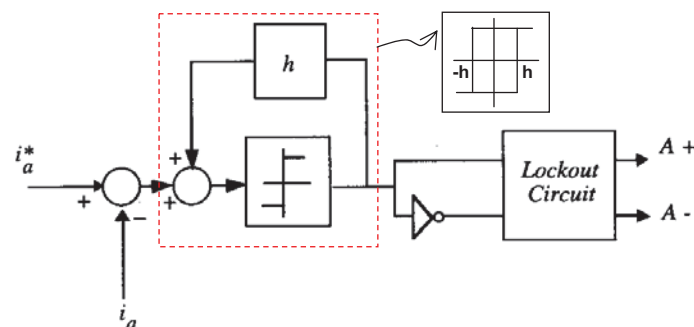 h
-h h
i*a
+
+
+
−
Lockout
Circuit
A +
A -
ia